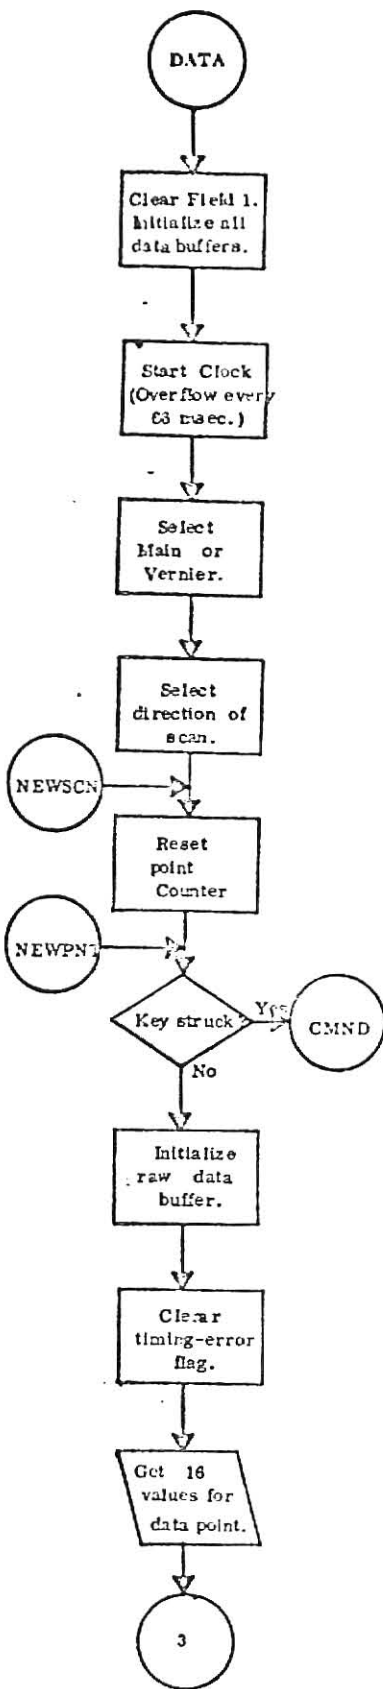 DATA
Clear Field 1.
Initialize all
data buffers.
Start Clock
(Overflow every
msec.)
Select
Main or
Vernier.
Select
direction of
scan.
NEWSCN
Reset
point
Counter
NEWPNT
Key struck?
Yes
CMND
No
Initialize
raw data
buffer.
Clear
timing-error
flag.
Get 16
values for
data point.
3